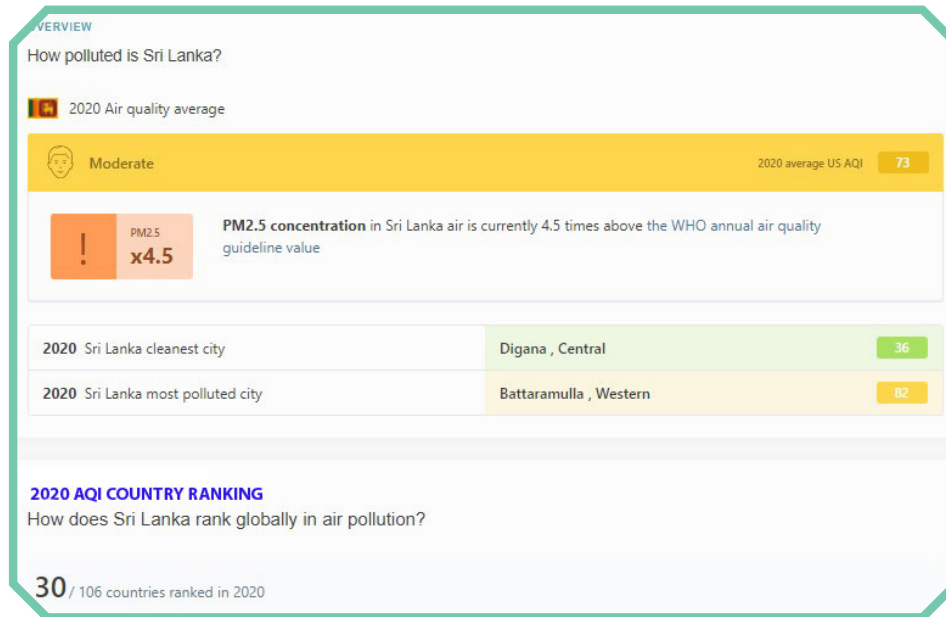 OVERVIEW
How polluted is Sri Lanka?
2020 Air quality average
Moderate 2020 average US AQI 73
! PM2.5 x4.5
PM2.5 concentration in Sri Lanka air is currently 4.5 times above the WHO annual air quality
guideline value
2020 Sri Lanka cleanest city Digana , Central 36
2020 Sri Lanka most polluted city Battaramulla , Western 82
2020 AQI COUNTRY RANKING
How does Sri Lanka rank globally in air pollution?
30 / 106 countries ranked in 2020